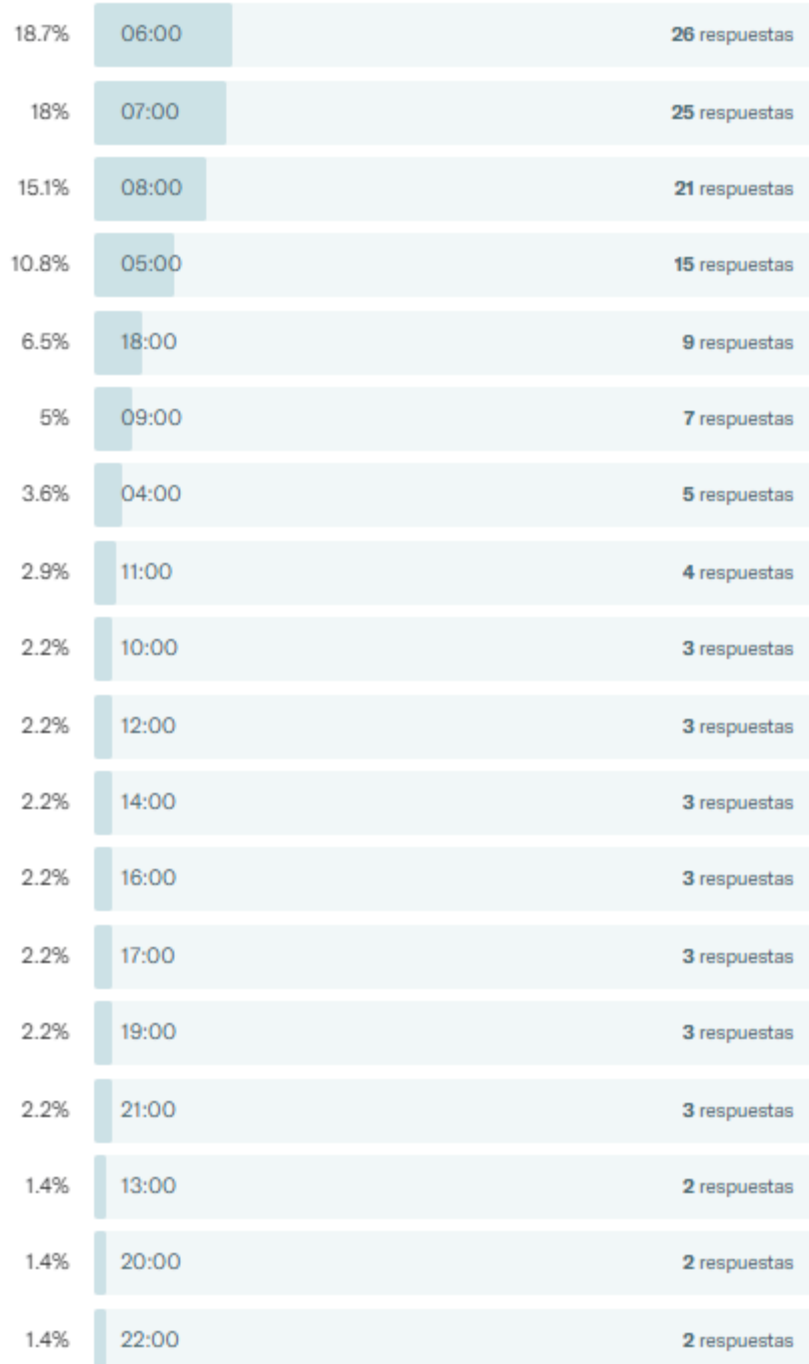 18.7% 06:00 26 respuestas
18% 07:00 25 respuestas
15.1% 08:00 21 respuestas
10.8% 05:00 15 respuestas
6.5% 18:00 9 respuestas
5% 09:00 7 respuestas
3.6% 04:00 5 respuestas
2.9% 11:00 4 respuestas
2.2% 10:00 3 respuestas
2.2% 12:00 3 respuestas
2.2% 14:00 3 respuestas
2.2% 16:00 3 respuestas
2.2% 17:00 3 respuestas
2.2% 19:00 3 respuestas
2.2% 21:00 3 respuestas
1.4% 13:00 2 respuestas
1.4% 20:00 2 respuestas
1.4% 22:00 2 respuestas